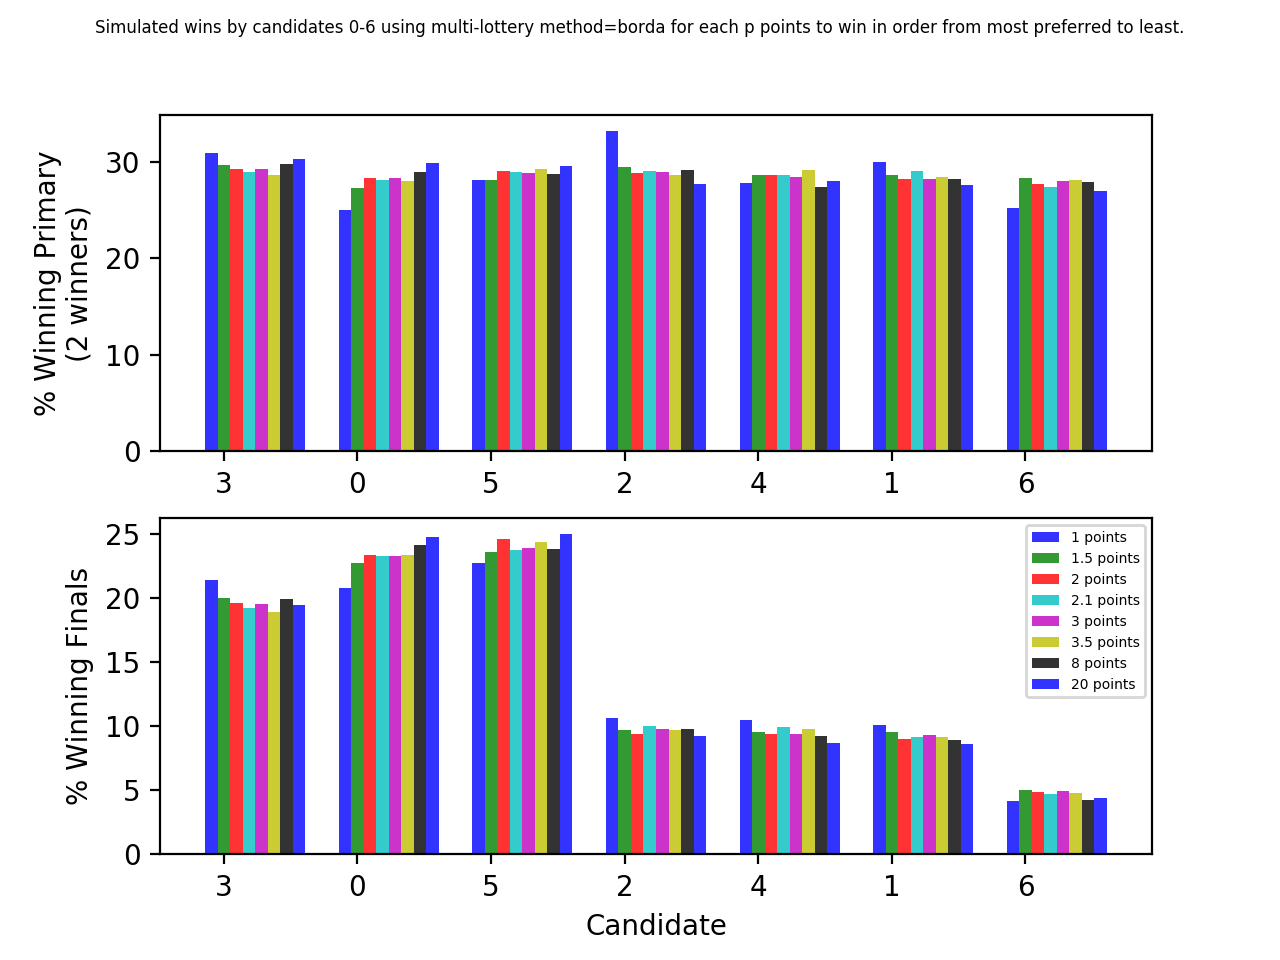 Simulated wins by candidates 0-6 using multi-lottery method=borda for each p points to win in order from most preferred to least.
% Winning Primary
(2 winners)
30
20
10
0
3 0 5 2 4 1 6
% Winning Finals
25
20
15
10
5
0
1 points
1.5 points
2 points
2.1 points
3 points
3.5 points
8 points
20 points
3 0 5 2 4 1 6
Candidate